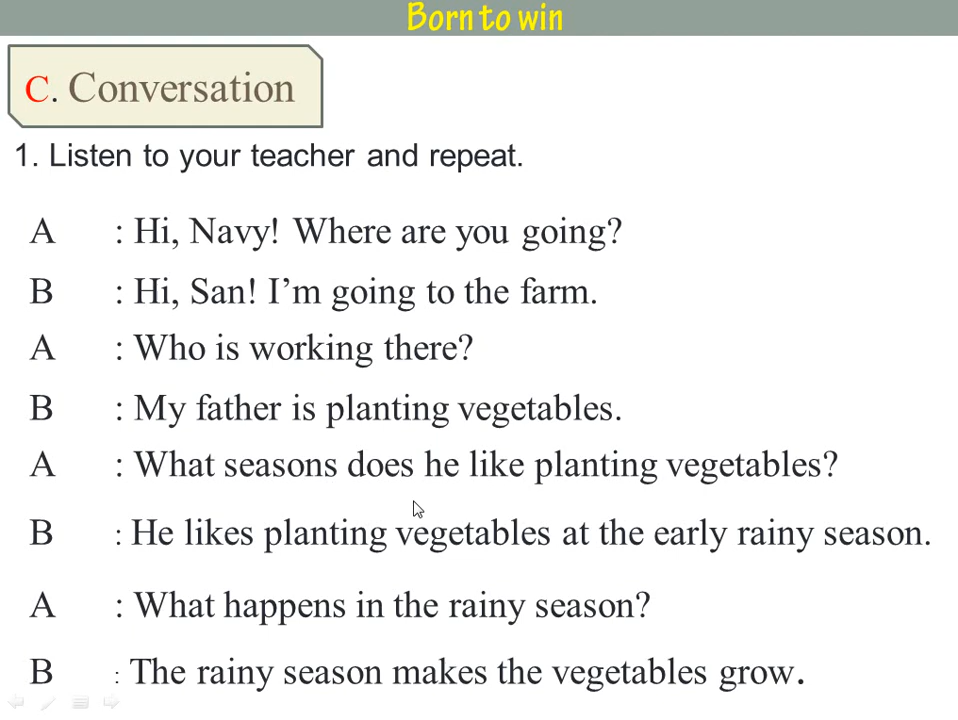 Born to win
C. Conversation
1. Listen to your teacher and repeat.
A : Hi, Navy! Where are you going?
B : Hi, San! I’m going to the farm.
A : Who is working there?
B : My father is planting vegetables.
A : What seasons does he like planting vegetables?
B : He likes planting vegetables at the early rainy season.
A : What happens in the rainy season?
B : The rainy season makes the vegetables grow.